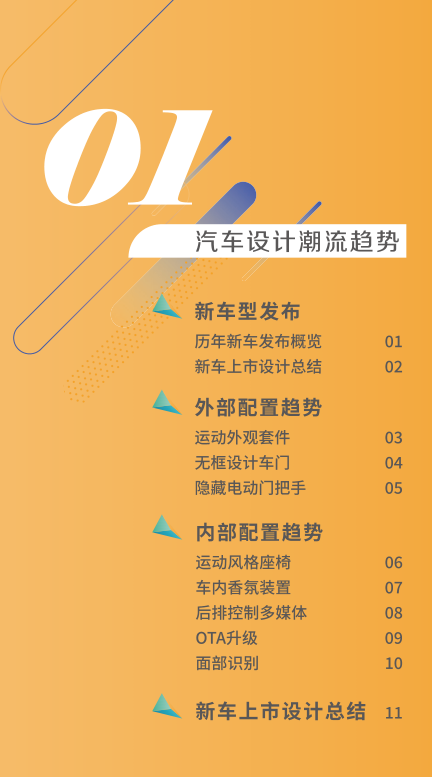 01
汽车设计潮流趋势
新车型发布
历年新车发布概览 01
新车上市设计总结 02
外部配置趋势
运动外观套件 03
无框设计车门 04
隐藏电动门把手 05
内部配置趋势
运动风格座椅 06
车内香氛装置 07
后排控制多媒体 08
OTA升级 09
面部识别 10
新车上市设计总结 11